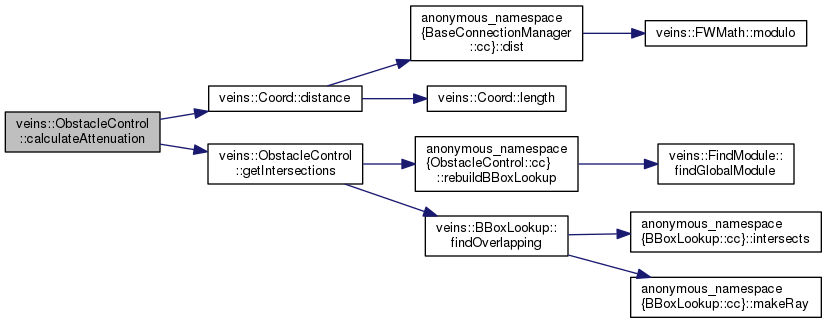 veins::ObstacleControl
::calculateAttenuation
veins::Coord::distance
anonymous_namespace
{BaseConnectionManager
::cc}::dist
veins::FWMath::modulo
veins::Coord::length
veins::ObstacleControl
::getIntersections
anonymous_namespace
{ObstacleControl::cc}
::rebuildBBoxLookup
veins::FindModule::
findGlobalModule
veins::BBoxLookup::
findOverlapping
anonymous_namespace
{BBoxLookup::cc}::intersects
anonymous_namespace
{BBoxLookup::cc}::makeRay